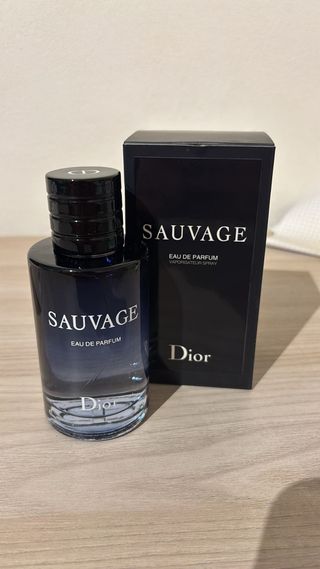 SAUVAGE
EAU DE PARFUM
Dior
SAUVAGE
EAU DE PARFUM
VAPORISATEUR-SPRAY
Dior